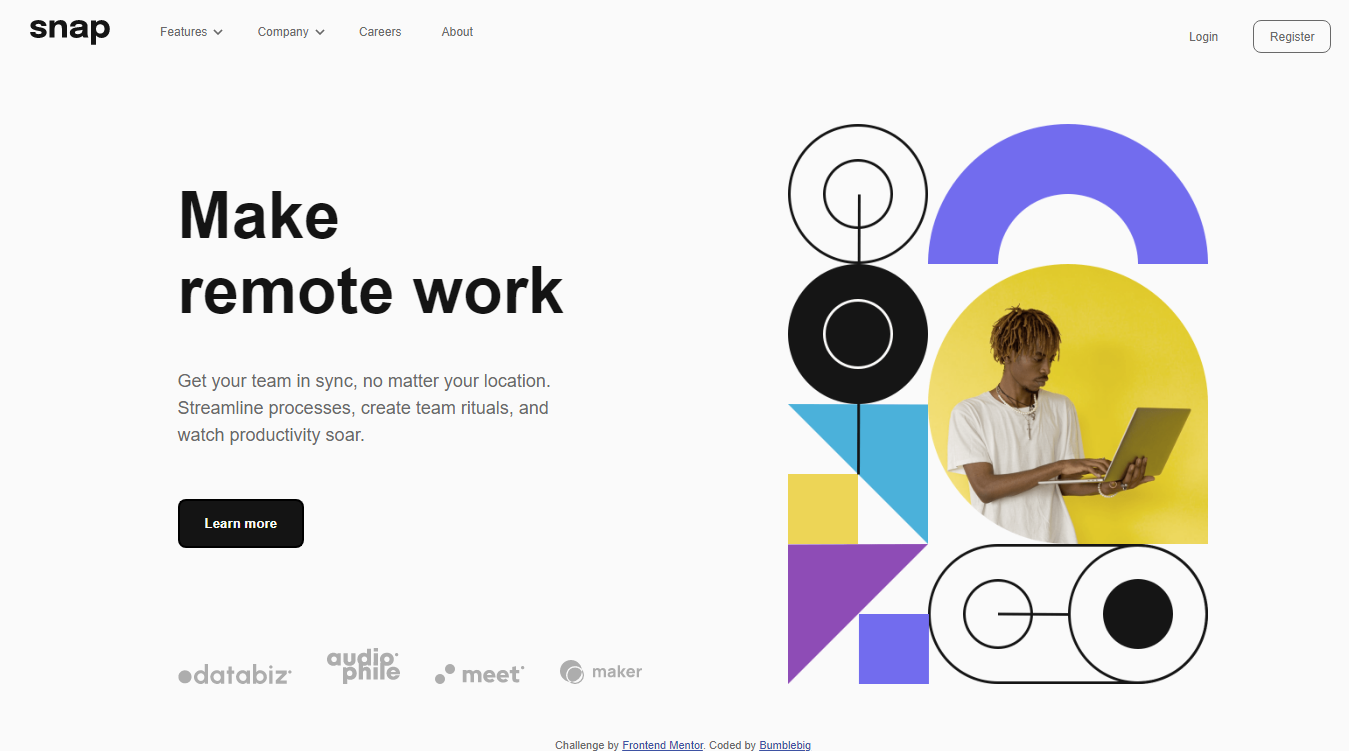 snap
Features
Company
Careers
About
Login
Register
Make
remote work
Get your team in sync, no matter your location.
Streamline processes, create team rituals, and
watch productivity soar.
Learn more
databiz
audio
phile
meet
maker
Challenge by Frontend Mentor. Coded by Bumblebig